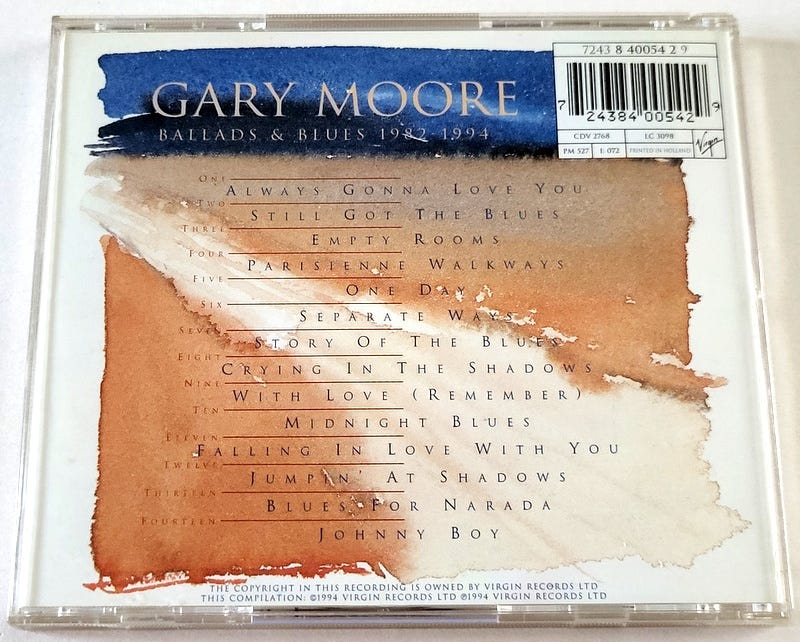 7243 8 40054 2 9
GARY MOORE
BALLADS & BLUES 1982-1994
7 24384 00542 9
CDV 2768
LC 3098
PM 527
F: 072
PRINTED IN HOLLAND
Virgin
ONE
ALWAYS GONNA LOVE YOU
TWO
STILL GOT THE BLUES
THREE
EMPTY ROOMS
FOUR
PARISIENNE WALKWAYS
FIVE
ONE DAY
SIX
SEPARATE WAYS
SEVEN
STORY OF THE BLUES
EIGHT
CRYING IN THE SHADOWS
NINE
WITH LOVE (REMEMBER)
TEN
MIDNIGHT BLUES
ELEVEN
FALLING IN LOVE WITH YOU
TWELVE
JUMPIN' AT SHADOWS
THIRTEEN
BLUES FOR NARADA
FOURTEEN
JOHNNY BOY
THE COPYRIGHT IN THIS RECORDING IS OWNED BY VIRGIN RECORDS LTD
THIS COMPILATION: ©1994 VIRGIN RECORDS LTD ℗1994 VIRGIN RECORDS LTD